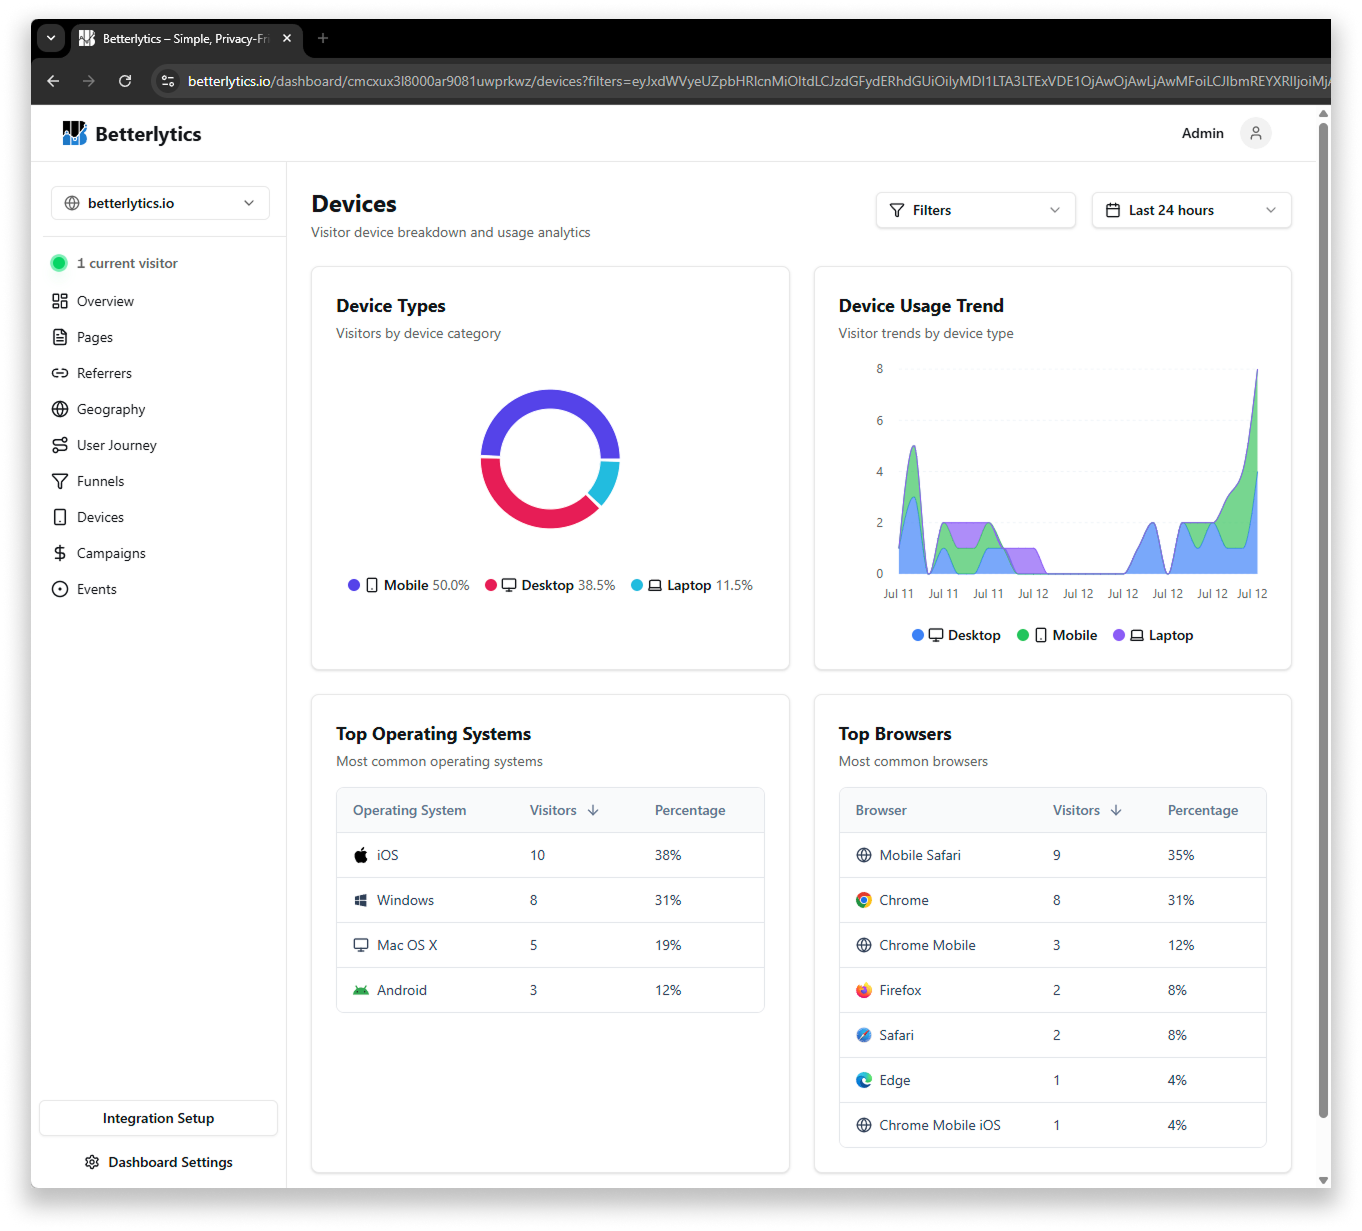 Betterlytics – Simple, Privacy-Fri
betterlytics.io/dashboard/cmcxux3l8000ar9081uwprkwz/devices?filters=eyJxdWVyeUZpbHRlcnMiOltdLCJzdGFydERhdGUiOiIyMDI1LTA3LTExVDE1OjAwOjAwLjAwMFoiLCJlbmREYXRlIjoiMjA
Betterlytics
Admin
betterlytics.io
1 current visitor
Overview
Pages
Referrers
Geography
User Journey
Funnels
Devices
Campaigns
Events
Integration Setup
Dashboard Settings
Devices
Visitor device breakdown and usage analytics
Filters
Last 24 hours
Device Types
Visitors by device category
Mobile 50.0% Desktop 38.5% Laptop 11.5%
Device Usage Trend
Visitor trends by device type
8
6
4
2
0
Jul 11 Jul 11 Jul 11 Jul 12 Jul 12 Jul 12 Jul 12 Jul 12 Jul 12
Desktop Mobile Laptop
Top Operating Systems
Most common operating systems
Operating System Visitors Percentage
iOS 10 38%
Windows 8 31%
Mac OS X 5 19%
Android 3 12%
Top Browsers
Most common browsers
Browser Visitors Percentage
Mobile Safari 9 35%
Chrome 8 31%
Chrome Mobile 3 12%
Firefox 2 8%
Safari 2 8%
Edge 1 4%
Chrome Mobile iOS 1 4%